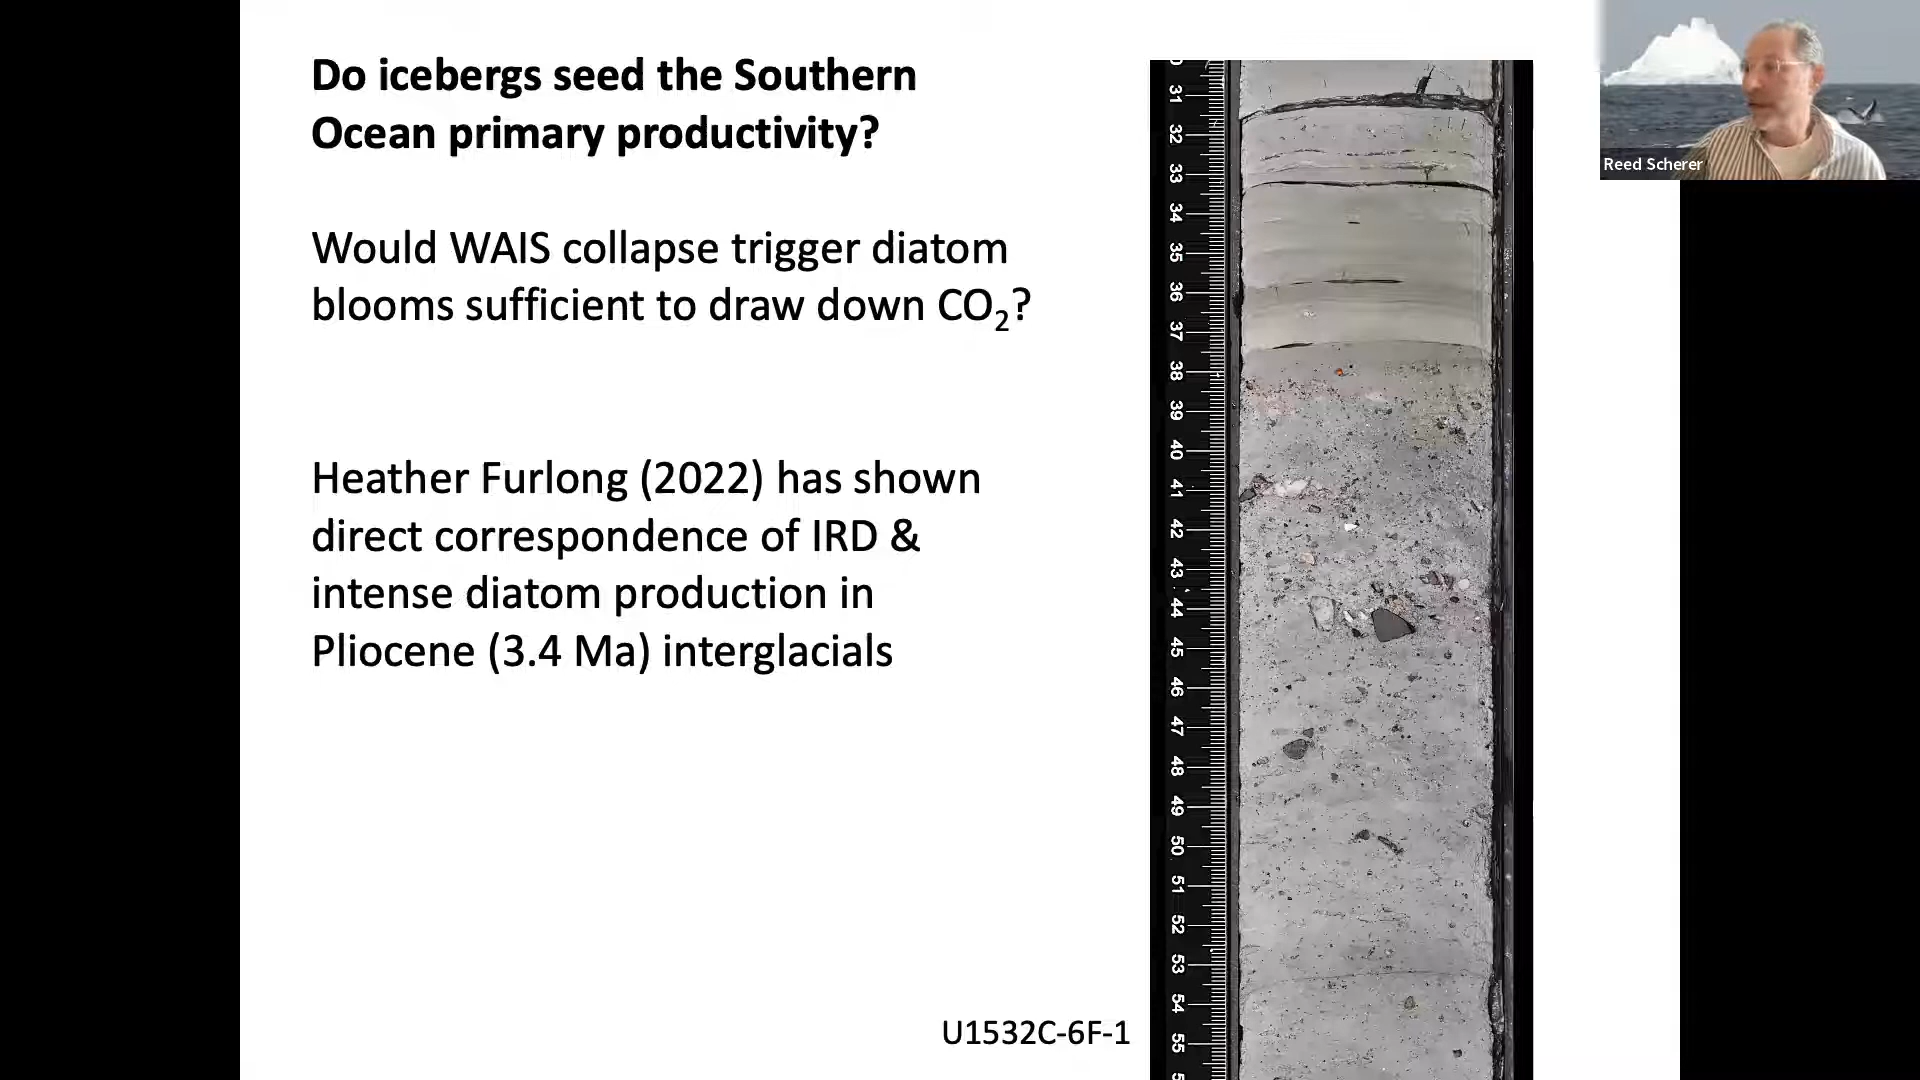 Do icebergs seed the Southern
Ocean primary productivity?
Would WAIS collapse trigger diatom
blooms sufficient to draw down CO₂?
Heather Furlong (2022) has shown
direct correspondence of IRD &
intense diatom production in
Pliocene (3.4 Ma) interglacials
U1532C-6F-1
31
32
33
34
35
36
37
38
39
40
41
42
43
44
45
46
47
48
49
50
51
52
53
54
55
Reed Scherer